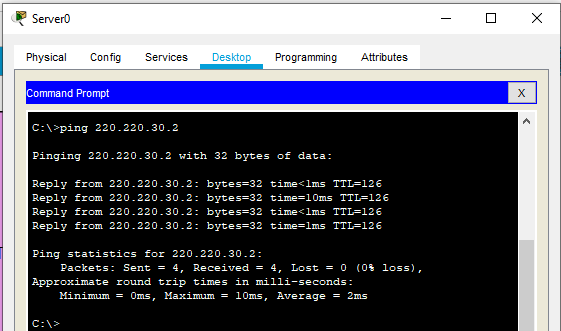 Server0
Physical Config Services Desktop Programming Attributes
Command Prompt
X
C:\>ping 220.220.30.2
Pinging 220.220.30.2 with 32 bytes of data:
Reply from 220.220.30.2: bytes=32 time<1ms TTL=126
Reply from 220.220.30.2: bytes=32 time=10ms TTL=126
Reply from 220.220.30.2: bytes=32 time<1ms TTL=126
Reply from 220.220.30.2: bytes=32 time=1ms TTL=126
Ping statistics for 220.220.30.2:
Packets: Sent = 4, Received = 4, Lost = 0 (0% loss),
Approximate round trip times in milli-seconds:
Minimum = 0ms, Maximum = 10ms, Average = 2ms
C:\>